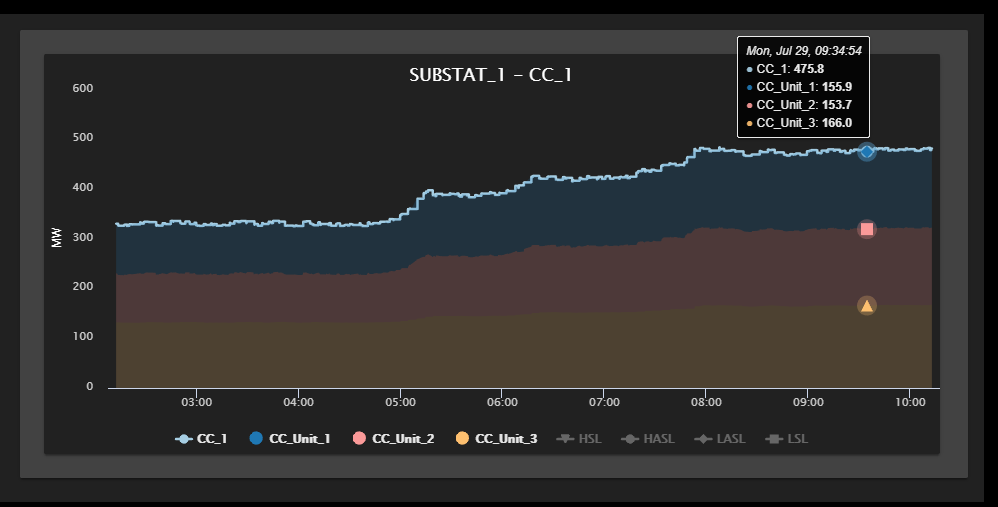 Mon, Jul 29, 09:34:54
CC_1: 475.8
CC_Unit_1: 155.9
CC_Unit_2: 153.7
CC_Unit_3: 166.0
SUBSTAT_1 - CC_1
600
500
400
300
200
100
0
MW
03:00 04:00 05:00 06:00 07:00 08:00 09:00 10:00
CC_1 CC_Unit_1 CC_Unit_2 CC_Unit_3 HSL HASL LASL LSL